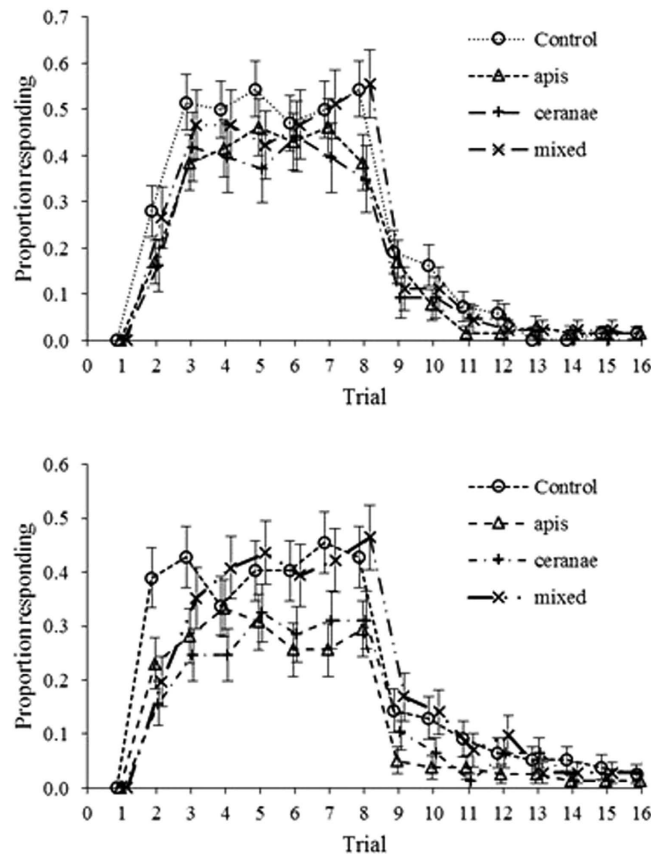 0.7
0.6
0.5
0.4
0.3
0.2
0.1
0.0
Proportion responding
Control
apis
ceranae
mixed
0 1 2 3 4 5 6 7 8 9 10 11 12 13 14 15 16
Trial
0.6
0.5
0.4
0.3
0.2
0.1
0.0
Proportion responding
Control
apis
ceranae
mixed
0 1 2 3 4 5 6 7 8 9 10 11 12 13 14 15 16
Trial